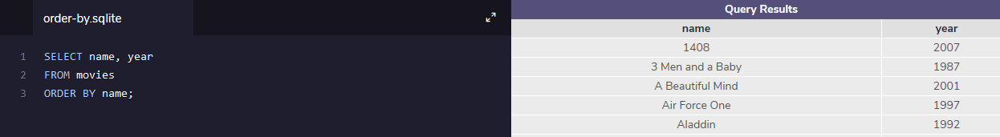 order-by.sqlite
1 SELECT name, year
2 FROM movies
3 ORDER BY name;
Query Results
name year
1408 2007
3 Men and a Baby 1987
A Beautiful Mind 2001
Air Force One 1997
Aladdin 1992